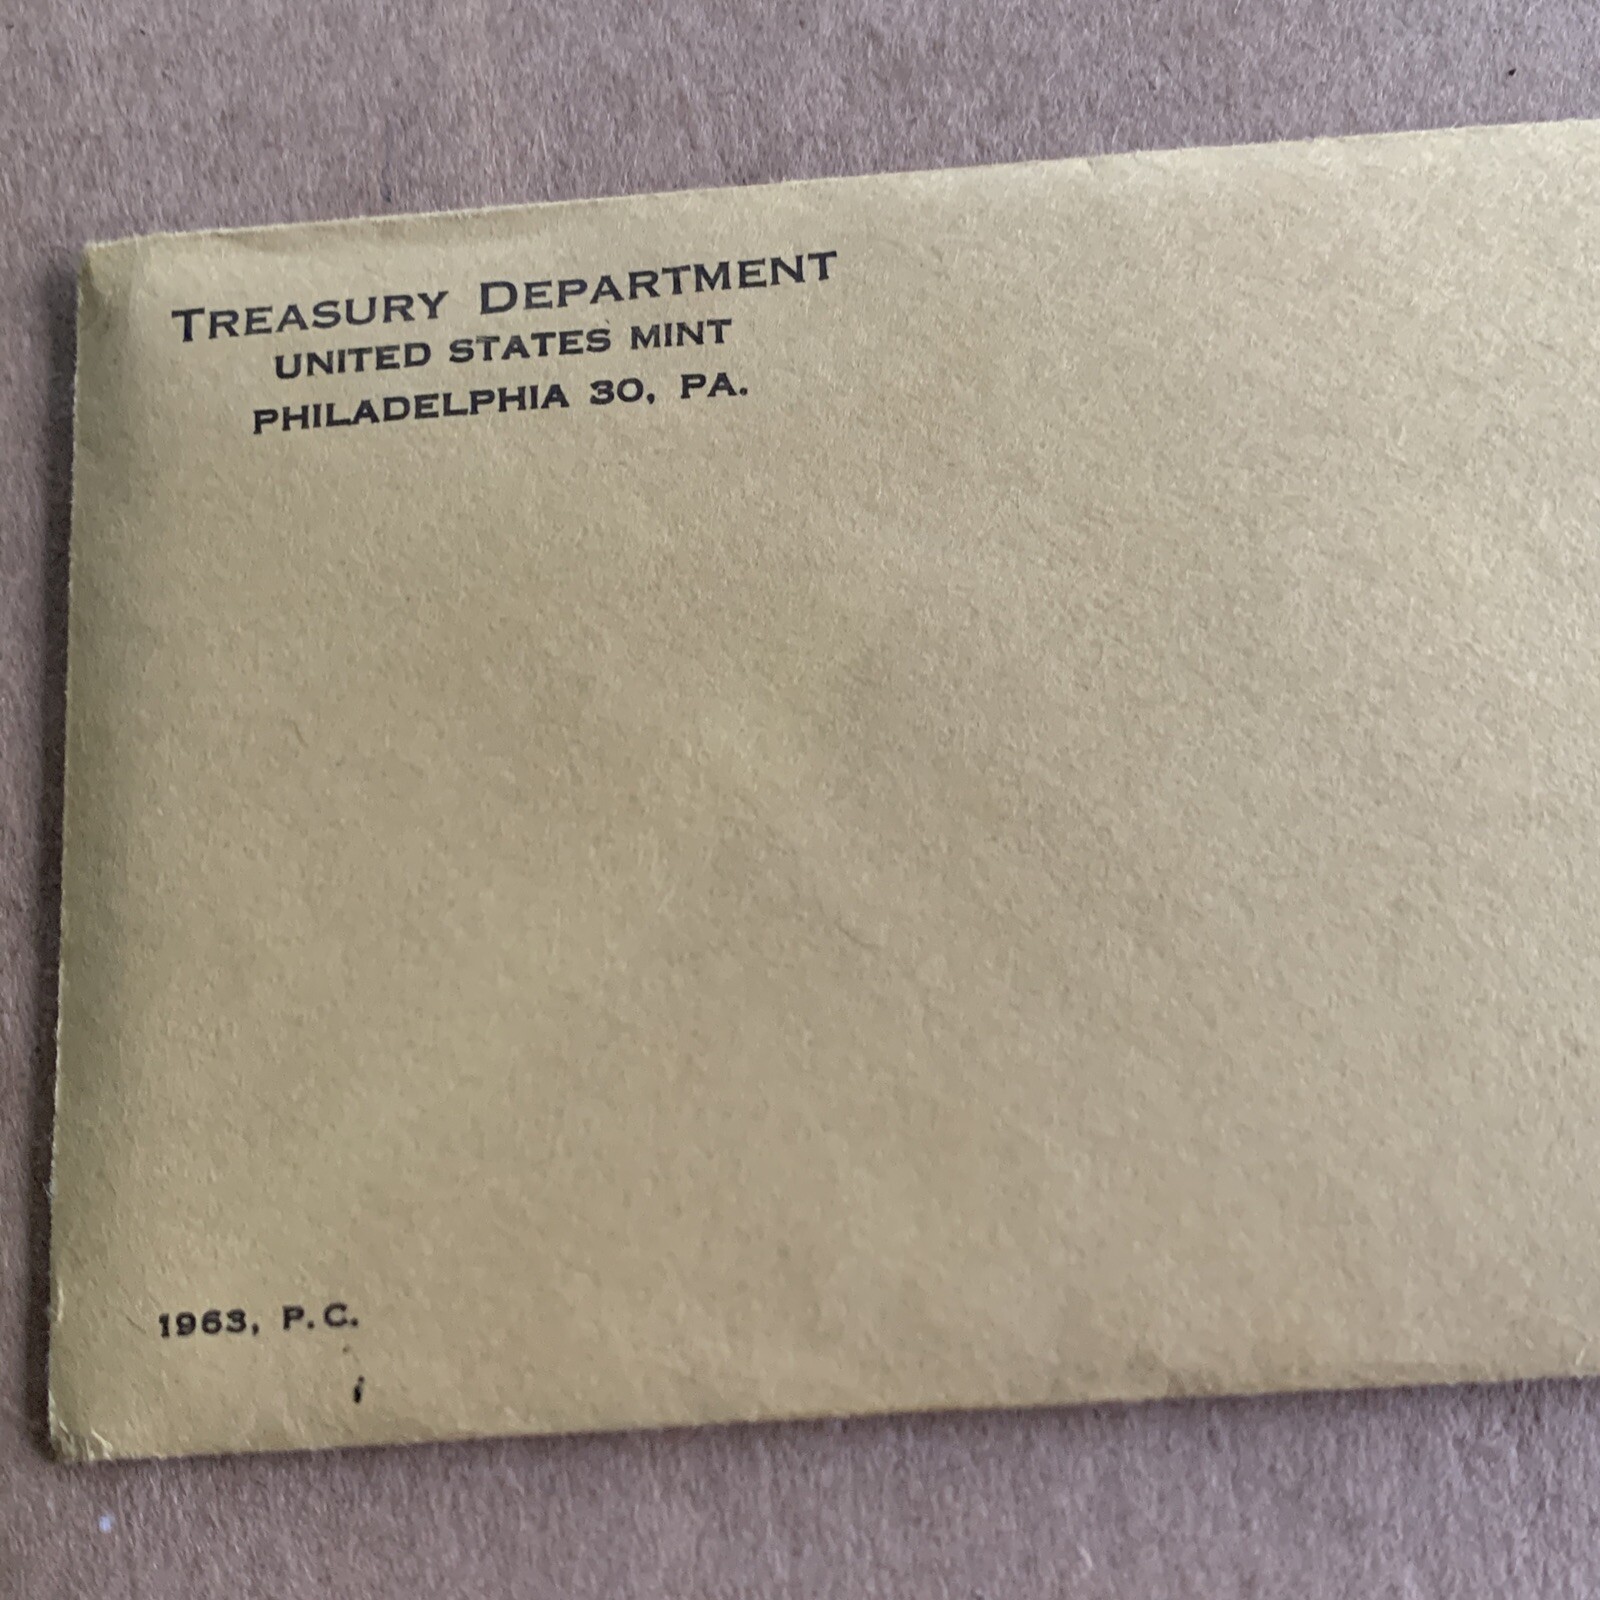 TREASURY DEPARTMENT
UNITED STATES MINT
PHILADELPHIA 30, PA.
1963, P.C.